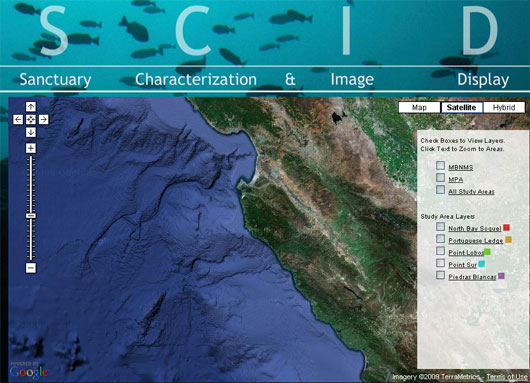 S C I D
Sanctuary Characterization & Image Display
Map Satellite Hybrid
Check Boxes to View Layers.
Click Text to Zoom to Areas.
MBNMS
MPA
All Study Areas
Study Area Layers
North Bay Soquel
Portuguese Ledge
Point Lobos
Point Sur
Piedras Blancas
POWERED BY
Google
Imagery ©2009 TerraMetrics - Terms of Use